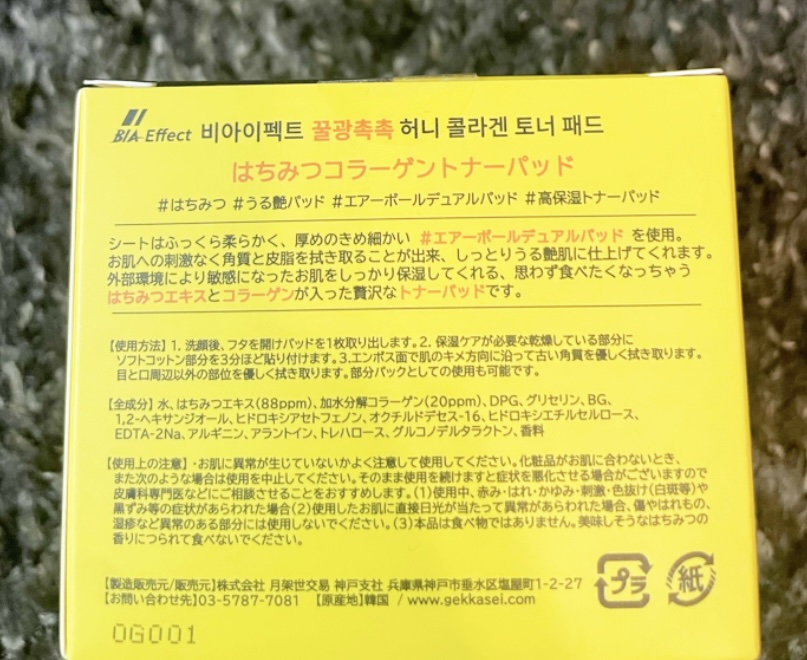 BIA-Effect 비아이펙트 꿀광촉촉 허니 콜라겐 토너 패드
はちみつコラーゲントナーパッド
#はちみつ #うる艶パッド #エアーボールデュアルパッド #高保湿トナーパッド
シートはふっくら柔らかく、厚めのきめ細かい #エアーボールデュアルパッド を使用。
お肌への刺激なく角質と皮脂を拭き取ることが出来、しっとりうる艶肌に仕上げてくれます。
外部環境により敏感になったお肌をしっかり保湿してくれる、思わず食べたくなっちゃう
はちみつエキスとコラーゲンが入った贅沢なトナーパッドです。
【使用方法】1. 洗顔後、フタを開けパッドを1枚取り出します。2. 保湿ケアが必要な乾燥している部分に
ソフトコットン部分を3分ほど貼り付けます。3.エンボス面で肌のキメ方向に沿って古い角質を優しく拭き取ります。
目と口周辺以外の部位を優しく拭き取ります。部分パックとしての使用も可能です。
【全成分】水、はちみつエキス(88ppm)、加水分解コラーゲン(20ppm)、DPG、グリセリン、BG、
1,2-ヘキサンジオール、ヒドロキシアセトフェノン、オクチルドデセス-16、ヒドロキシエチルセルロース、
EDTA-2Na、アルギニン、アラントイン、トレハロース、グルコノデルタラクトン、香料
【使用上の注意】・お肌に異常が生じていないかよく注意して使用してください。化粧品がお肌に合わないとき、
また次のような場合は使用を中止してください。そのまま使用を続けますと症状を悪化させる場合がございますので
皮膚科専門医などにご相談させることをおすすめします。(1)使用中、赤み・はれ・かゆみ・刺激・色抜け(白斑等)や
黒ずみ等の症状があらわれた場合(2)使用したお肌に直接日光が当たって異常があらわれた場合、傷やはれもの、
湿疹など異常のある部分には使用しないでください。(3)本品は食べ物ではありません。美味しそうなはちみつの
香りにつられて食べないでください。
【製造販売元/販売元】株式会社 月架世交易 神戸支社 兵庫県神戸市垂水区塩屋町1-2-27
【お問い合わせ先】03-5787-7081 【原産地】韓国 / www.gekkasei.com
プラ 紙
0G001